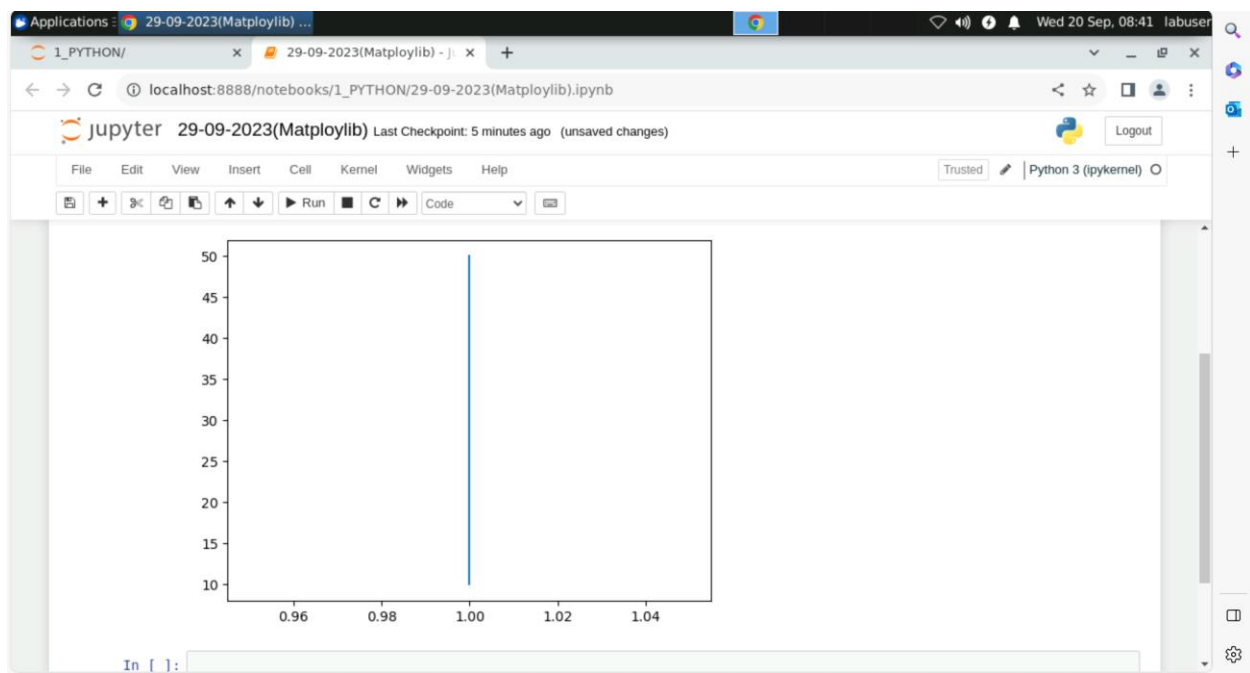 Applications 29-09-2023(Matploylib) ... Wed 20 Sep, 08:41 labuser
1_PYTHON/ 29-09-2023(Matploylib) - Ju
localhost:8888/notebooks/1_PYTHON/29-09-2023(Matploylib).ipynb
jupyter 29-09-2023(Matploylib) Last Checkpoint: 5 minutes ago (unsaved changes) Logout
File Edit View Insert Cell Kernel Widgets Help Trusted Python 3 (ipykernel)
Run Code
50
45
40
35
30
25
20
15
10
0.96 0.98 1.00 1.02 1.04
In [ ]: